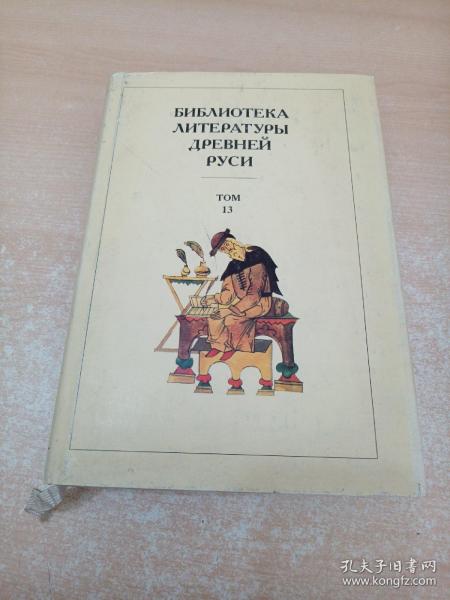 БИБЛИОТЕКА
ЛИТЕРАТУРЫ
ДРЕВНЕЙ
РУСИ
ТОМ
13
孔夫子旧书网
www.kongfz.com